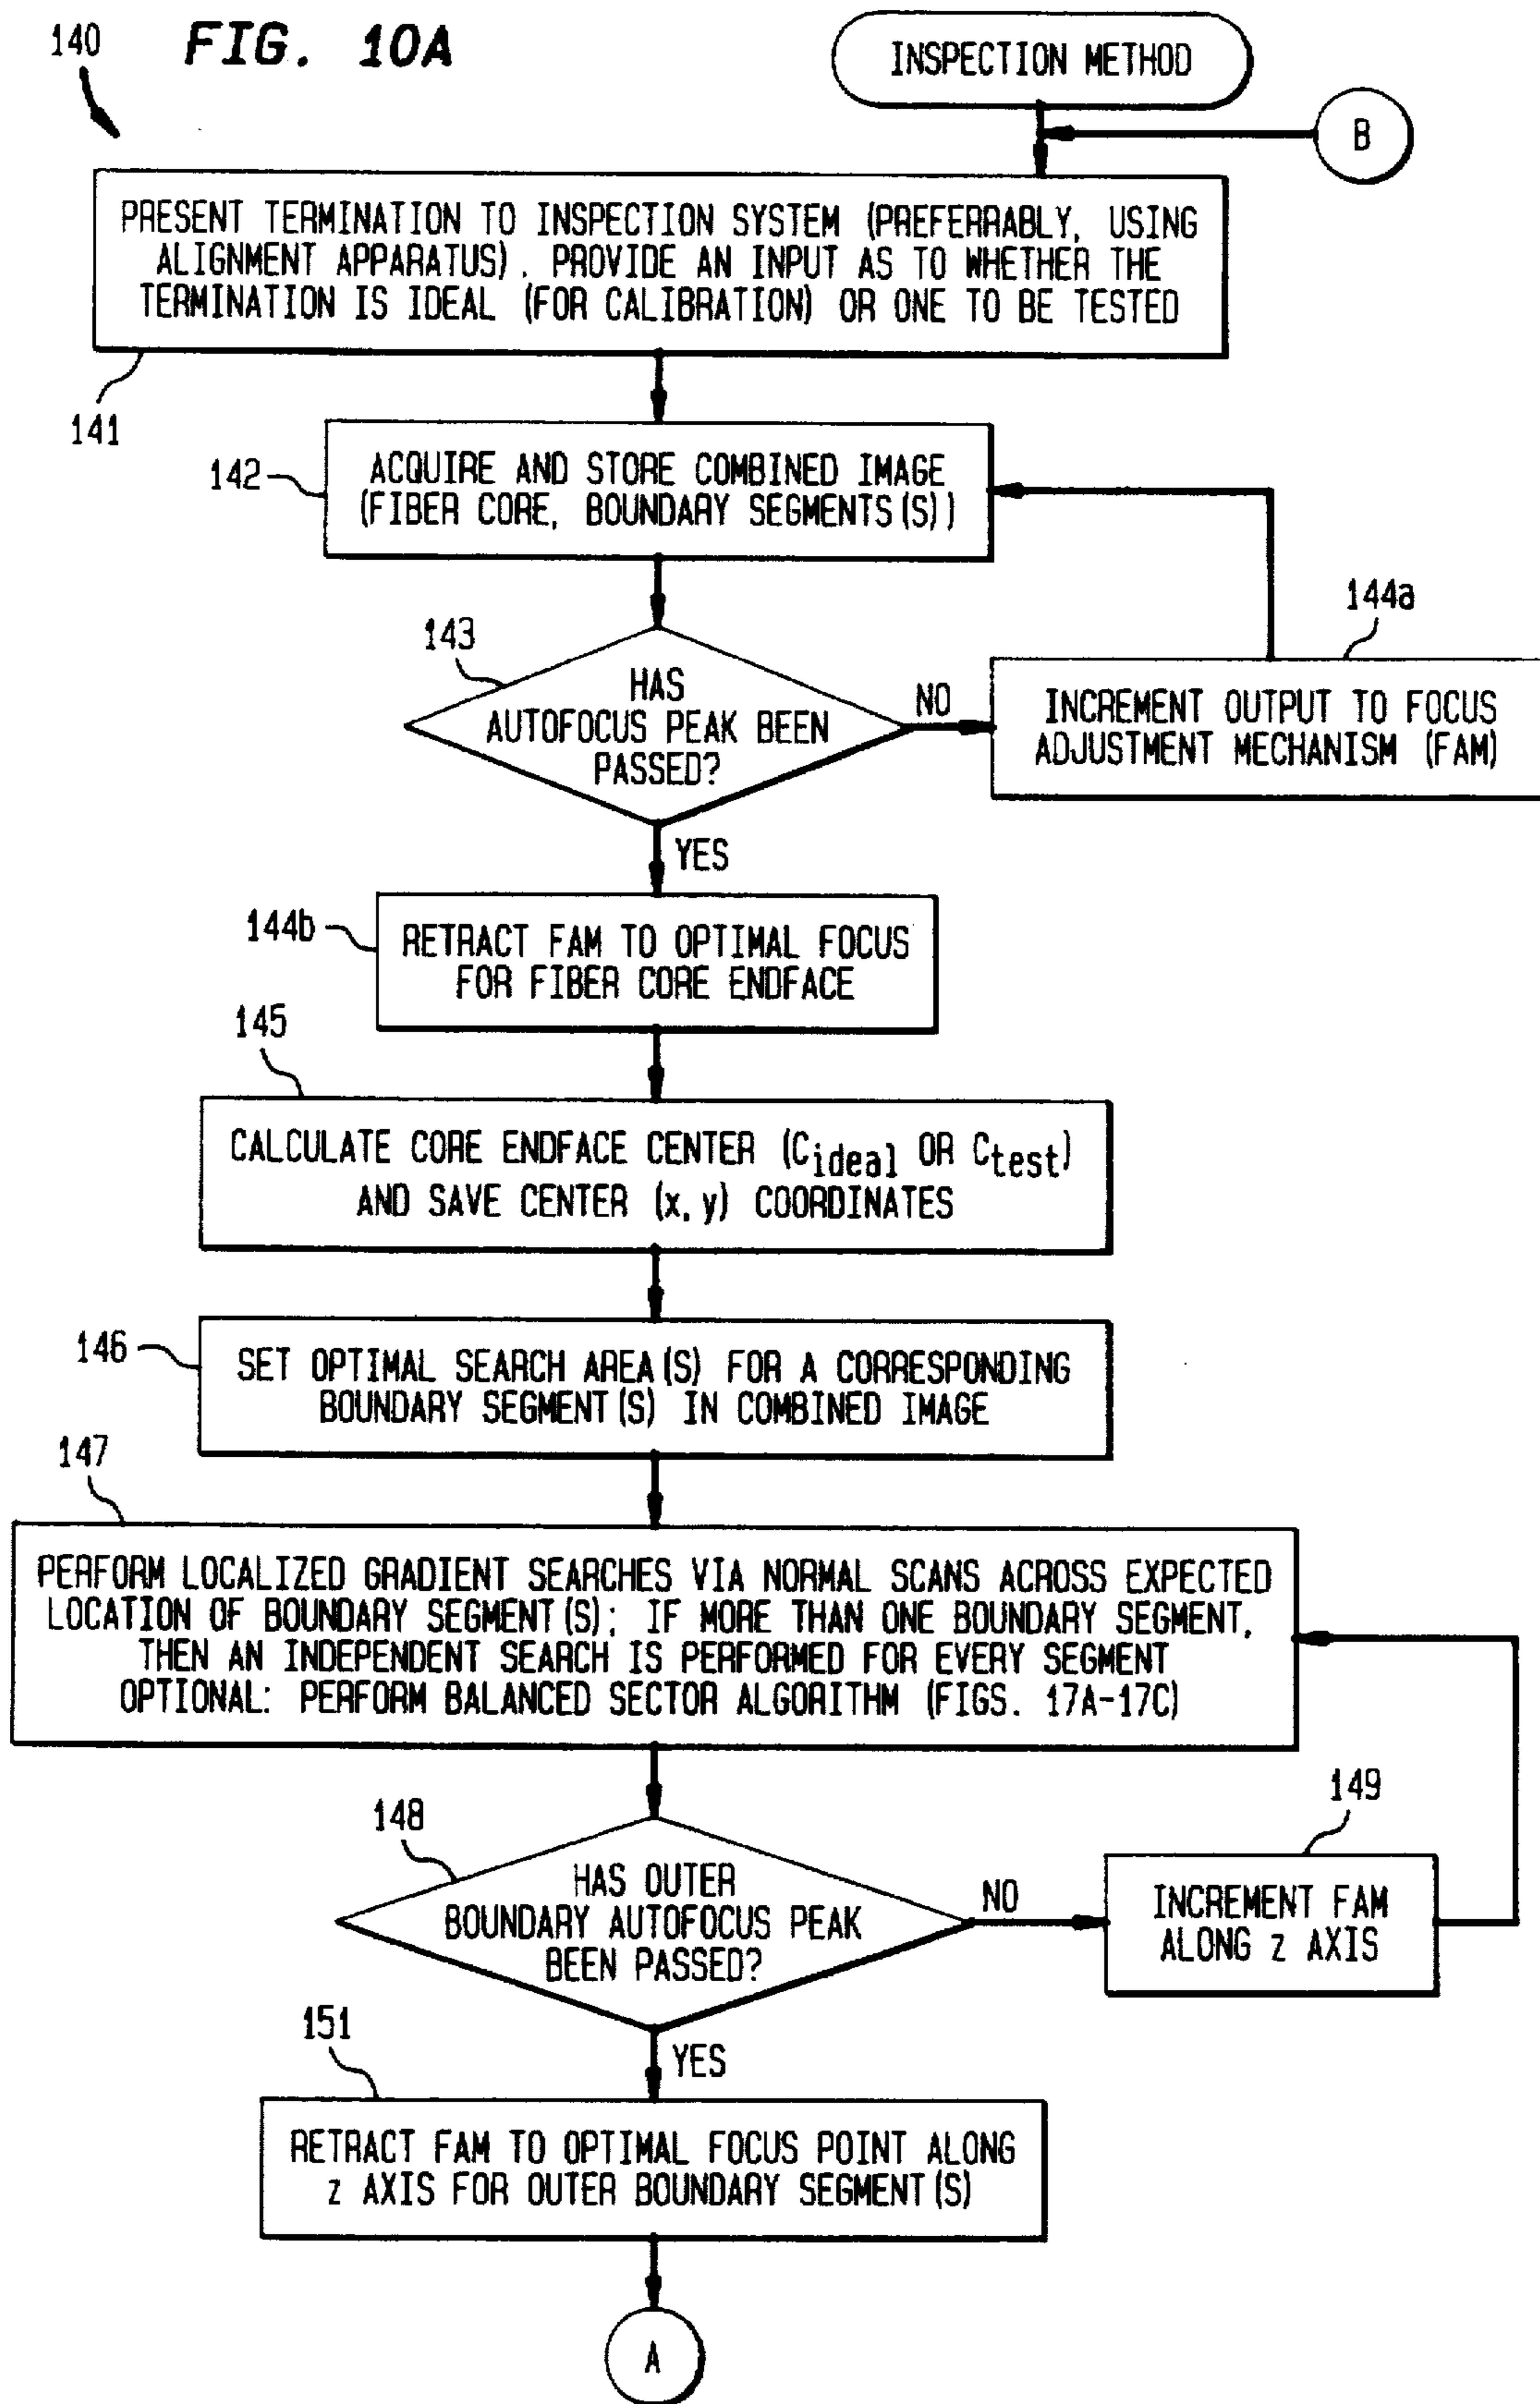 140
FIG. 10A
INSPECTION METHOD
B
PRESENT TERMINATION TO INSPECTION SYSTEM (PREFERRABLY, USING
ALIGNMENT APPARATUS). PROVIDE AN INPUT AS TO WHETHER THE
TERMINATION IS IDEAL (FOR CALIBRATION) OR ONE TO BE TESTED
141
142
ACQUIRE AND STORE COMBINED IMAGE
(FIBER CORE, BOUNDARY SEGMENTS(S))
143
HAS
AUTOFOCUS PEAK BEEN
PASSED?
NO
144a
INCREMENT OUTPUT TO FOCUS
ADJUSTMENT MECHANISM (FAM)
YES
144b
RETRACT FAM TO OPTIMAL FOCUS
FOR FIBER CORE ENDFACE
145
CALCULATE CORE ENDFACE CENTER (Cideal OR Ctest)
AND SAVE CENTER (x, y) COORDINATES
146
SET OPTIMAL SEARCH AREA(S) FOR A CORRESPONDING
BOUNDARY SEGMENT(S) IN COMBINED IMAGE
147
PERFORM LOCALIZED GRADIENT SEARCHES VIA NORMAL SCANS ACROSS EXPECTED
LOCATION OF BOUNDARY SEGMENT(S); IF MORE THAN ONE BOUNDARY SEGMENT,
THEN AN INDEPENDENT SEARCH IS PERFORMED FOR EVERY SEGMENT
OPTIONAL: PERFORM BALANCED SECTOR ALGORITHM (FIGS. 17A-17C)
148
HAS OUTER
BOUNDARY AUTOFOCUS PEAK
BEEN PASSED?
NO
149
INCREMENT FAM
ALONG z AXIS
YES
151
RETRACT FAM TO OPTIMAL FOCUS POINT ALONG
z AXIS FOR OUTER BOUNDARY SEGMENT(S)
A